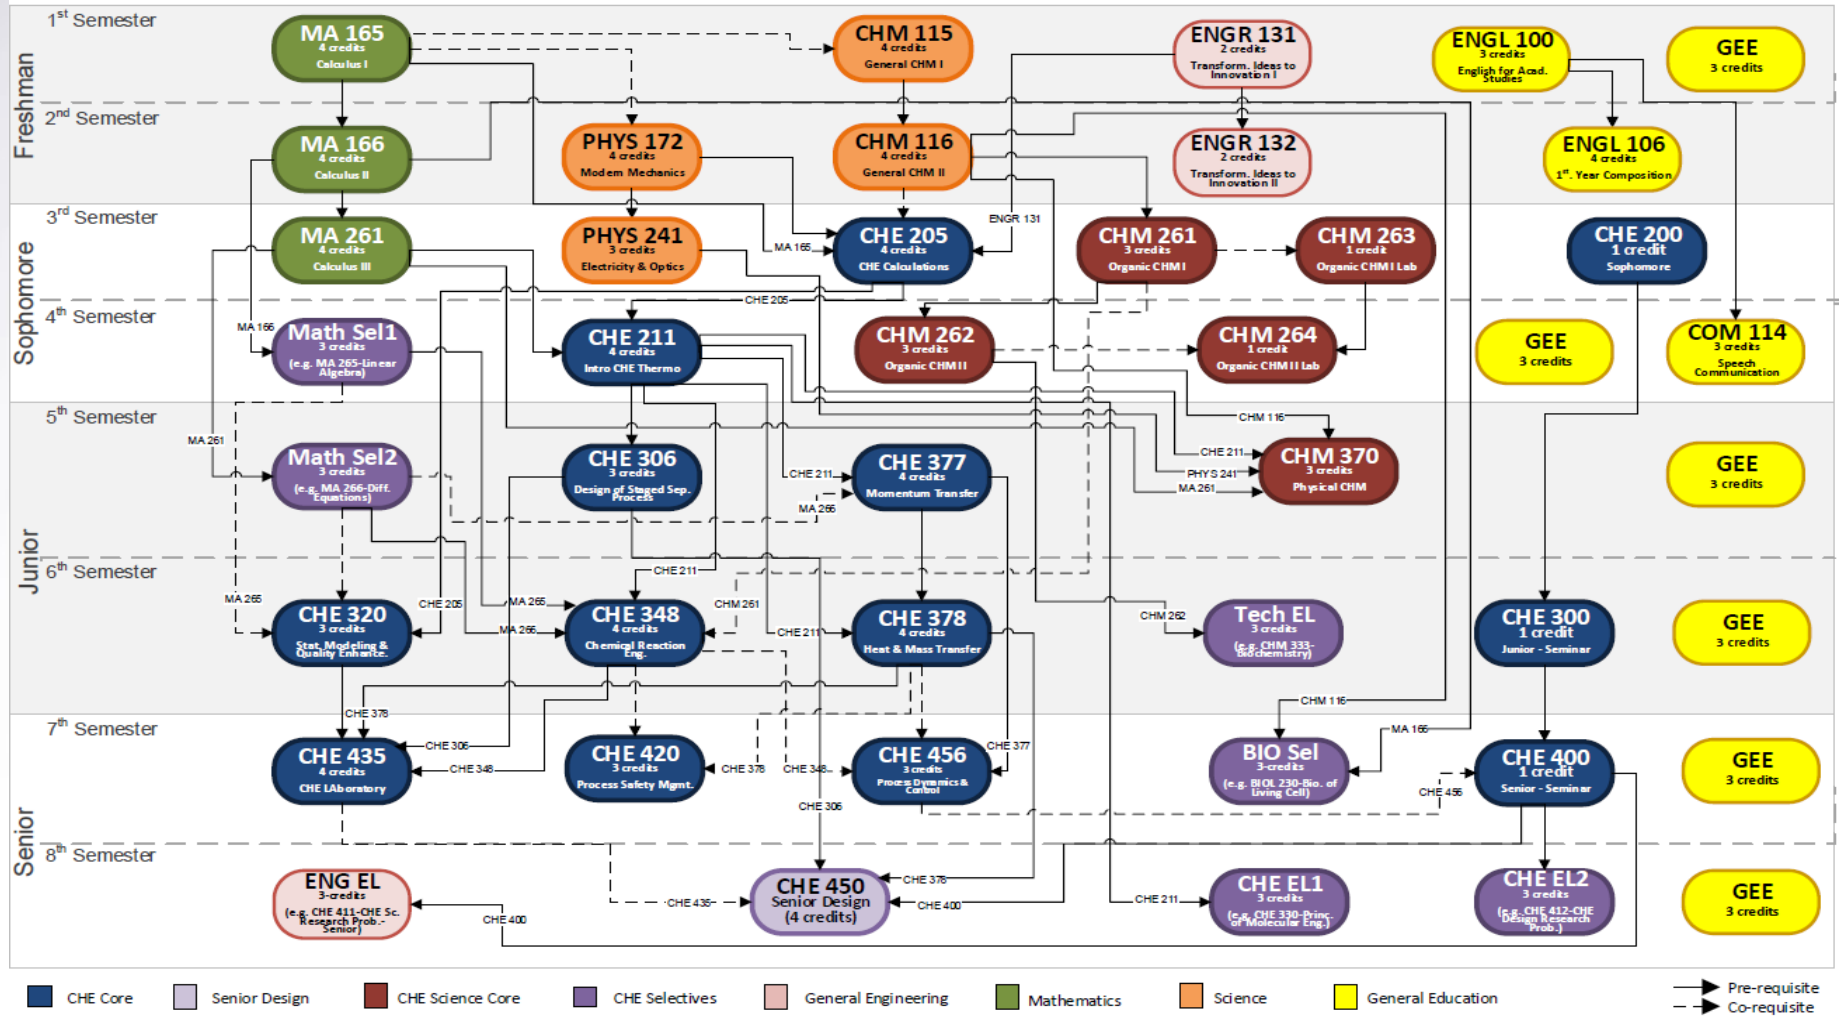 1st Semester
MA 165
4 credits
Calculus I
CHM 115
4 credits
General CHM I
ENGR 131
2 credits
Transform. Ideas to
Innovation I
ENGL 100
3 credits
English for Acad.
Studies
GEE
3 credits
Freshman
2nd Semester
MA 166
4 credits
Calculus II
PHYS 172
4 credits
Modern Mechanics
CHM 116
4 credits
General CHM II
ENGR 132
2 credits
Transform. Ideas to
Innovation II
ENGL 106
4 credits
1st. Year Composition
3rd Semester
MA 261
4 credits
Calculus III
PHYS 241
3 credits
Electricity & Optics
MA 165
CHE 205
4 credits
CHE Calculations
ENGR 131
CHM 261
3 credits
Organic CHM I
CHM 263
1 credit
Organic CHM I Lab
CHE 200
1 credit
Sophomore
Sophomore
CHE 205
4th Semester
MA 166
Math Sel1
3 credits
(e.g. MA 265-Linear
Algebra)
CHE 211
4 credits
Intro CHE Thermo
CHM 262
3 credits
Organic CHM II
CHM 264
1 credit
Organic CHM II Lab
GEE
3 credits
COM 114
3 credits
Speech
Communication
5th Semester
MA 261
Math Sel2
3 credits
(e.g. MA 266-Diff.
Equations)
CHE 306
3 credits
Design of Staged Sep.
Process
CHE 211
MA 266
CHE 377
4 credits
Momentum Transfer
CHM 116
CHE 211
PHYS 241
MA 261
CHM 370
3 credits
Physical CHM
GEE
3 credits
Junior
6th Semester
MA 265
CHE 320
3 credits
Stat. Modeling &
Quality Enhance.
CHE 205
MA 265
MA 266
CHE 211
CHE 348
4 credits
Chemical Reaction
Eng.
CHM 261
CHE 211
CHE 378
4 credits
Heat & Mass Transfer
CHM 262
Tech EL
3 credits
(e.g. CHM 333-
Biochemistry)
CHE 300
1 credit
Junior - Seminar
GEE
3 credits
7th Semester
CHE 378
CHE 435
4 credits
CHE LAboratory
CHE 306
CHE 348
CHE 420
3 credits
Process Safety Mgmt.
CHE 378
CHE 348
CHE 306
CHE 456
3 credits
Process Dynamics &
Control
CHE 377
CHM 116
MA 166
BIO Sel
3-credits
(e.g. BIOL 230-Bio. of
Living Cell)
CHE 456
CHE 400
1 credit
Senior - Seminar
GEE
3 credits
Senior
8th Semester
ENG EL
3-credits
(e.g. CHE 411-CHE Sc.
Research Prob.-
Senior)
CHE 400
CHE 435
CHE 450
Senior Design
(4 credits)
CHE 378
CHE 400
CHE 211
CHE EL1
3 credits
(e.g. CHE 330-Princ.
of Molecular Eng.)
CHE EL2
3 credits
(e.g. CHE 412-CHE
Design Research
Prob.)
GEE
3 credits
CHE Core
Senior Design
CHE Science Core
CHE Selectives
General Engineering
Mathematics
Science
General Education
Pre-requisite
Co-requisite